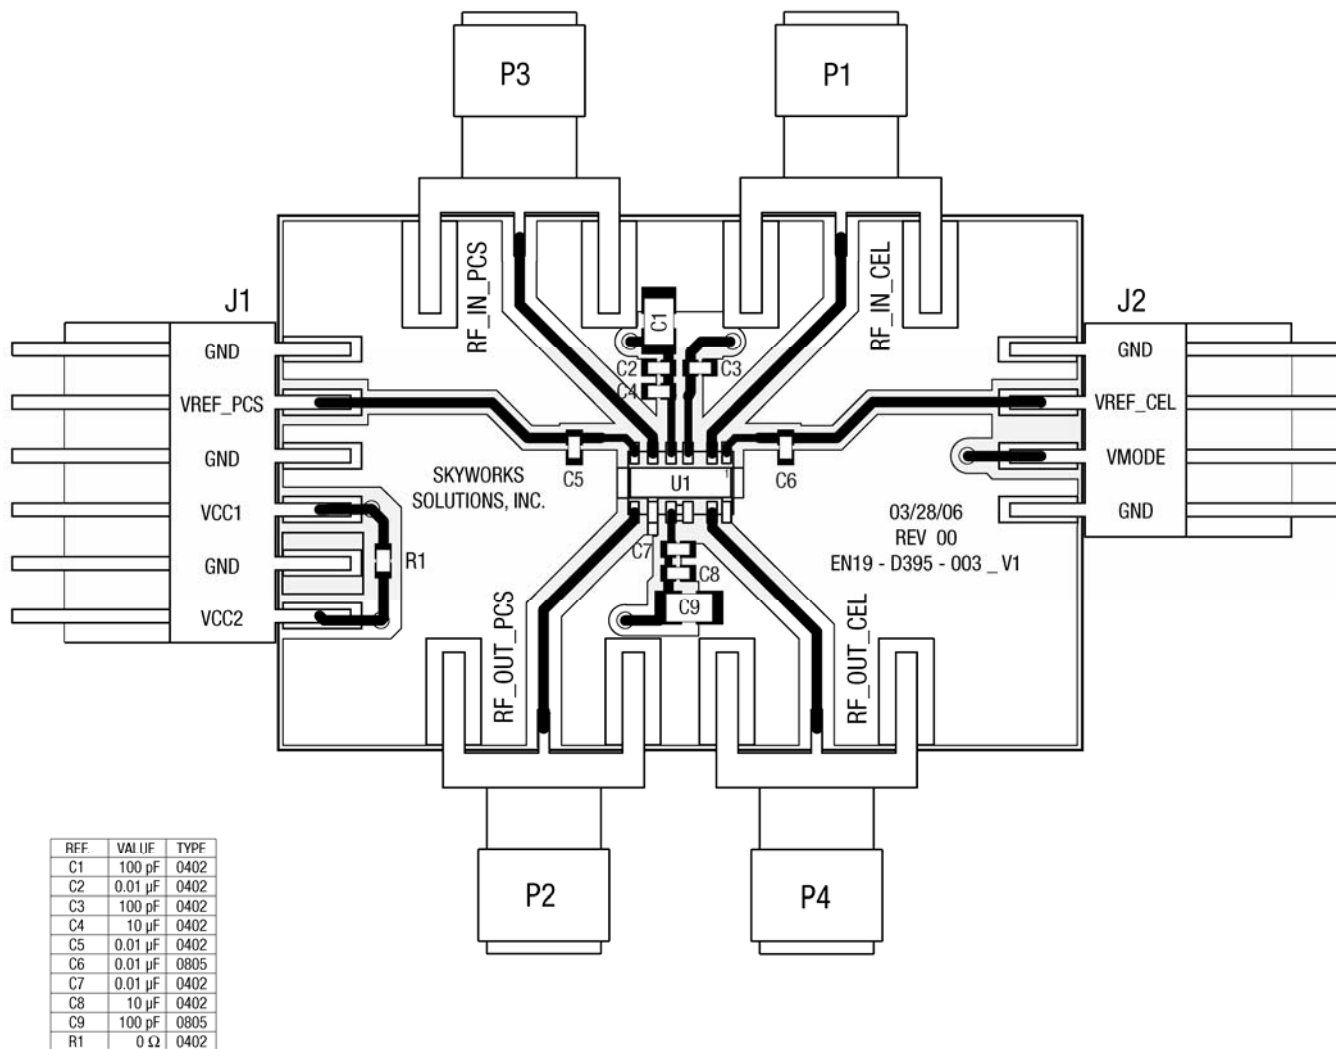 P3
P1
RF_IN_PCS
RF_IN_CEL
J1
J2
C1
GND
GND
C2
C3
C4
VREF_PCS
VREF_CEL
GND
VMODE
C5
C6
SKYWORKS
SOLUTIONS, INC.
U1
1
VCC1
GND
03/28/06
REV 00
EN19 - D395 - 003 _ V1
C7
R1
GND
C8
C9
VCC2
RF_OUT_PCS
RF_OUT_CEL
P2
P4
REF. VALUE TYPE
C1 100 pF 0402
C2 0.01 µF 0402
C3 100 pF 0402
C4 10 µF 0402
C5 0.01 µF 0402
C6 0.01 µF 0805
C7 0.01 µF 0402
C8 10 µF 0402
C9 100 pF 0805
R1 0 Ω 0402